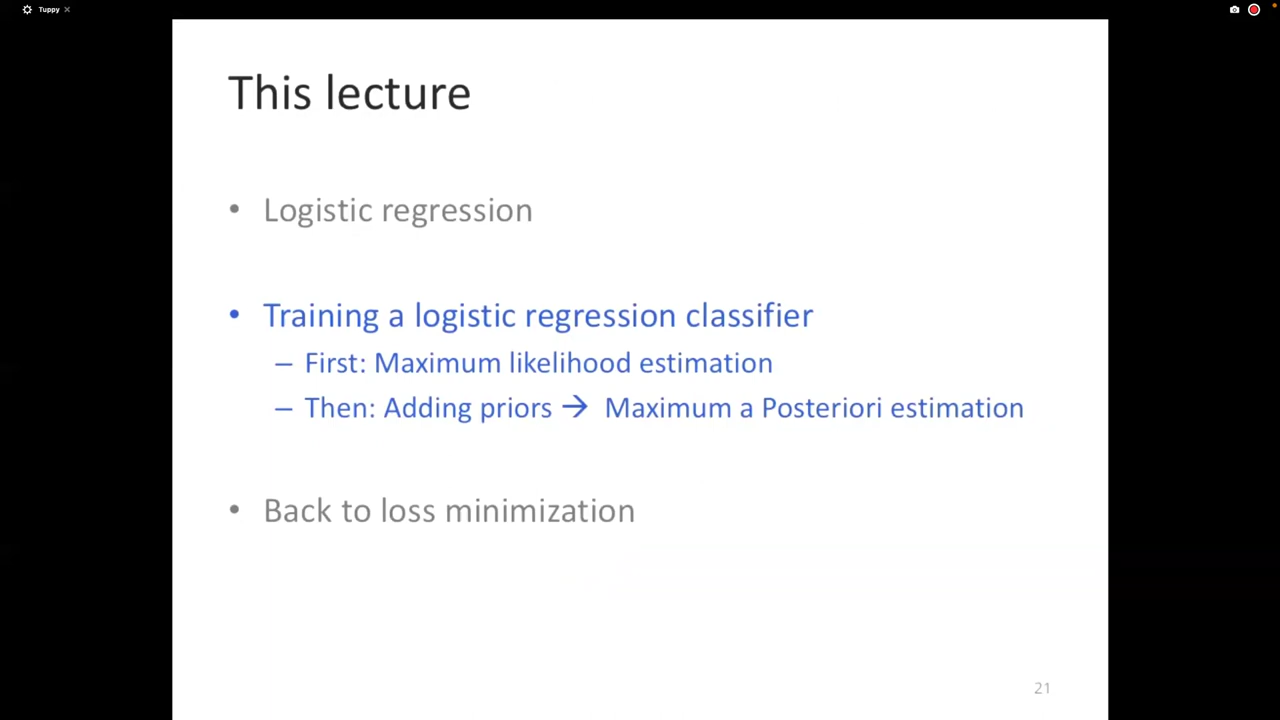 Tuppy
This lecture
• Logistic regression
• Training a logistic regression classifier
– First: Maximum likelihood estimation
– Then: Adding priors → Maximum a Posteriori estimation
• Back to loss minimization
21